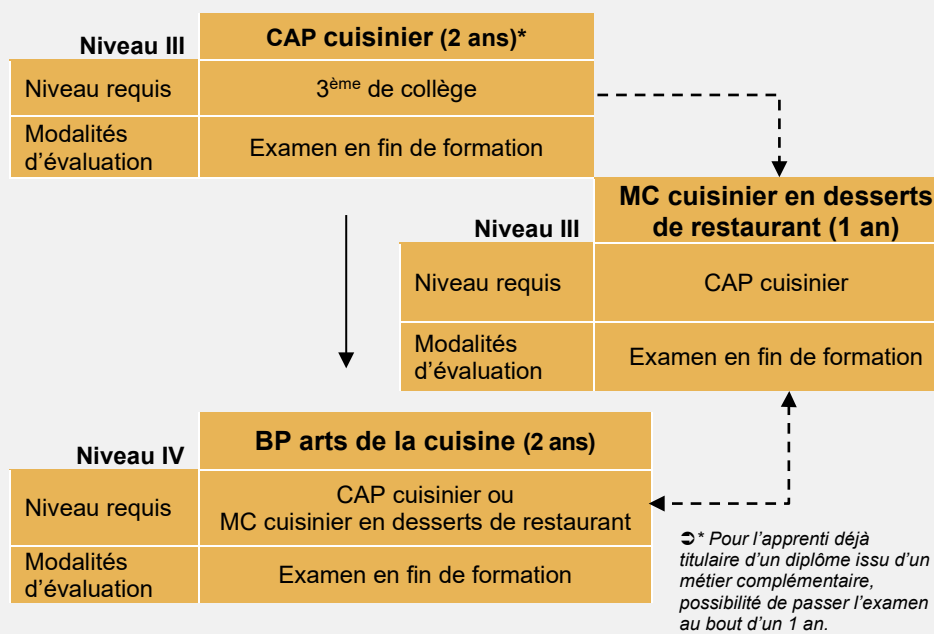 Niveau III
CAP cuisinier (2 ans)*
Niveau requis
3ème de collège
Modalités
d'évaluation
Examen en fin de formation
Niveau III
MC cuisinier en desserts
de restaurant (1 an)
Niveau requis
CAP cuisinier
Modalités
d'évaluation
Examen en fin de formation
Niveau IV
BP arts de la cuisine (2 ans)
Niveau requis
CAP cuisinier ou
MC cuisinier en desserts de restaurant
Modalités
d'évaluation
Examen en fin de formation
➲* Pour l'apprenti déjà
titulaire d'un diplôme issu d'un
métier complémentaire,
possibilité de passer l'examen
au bout d'un 1 an.